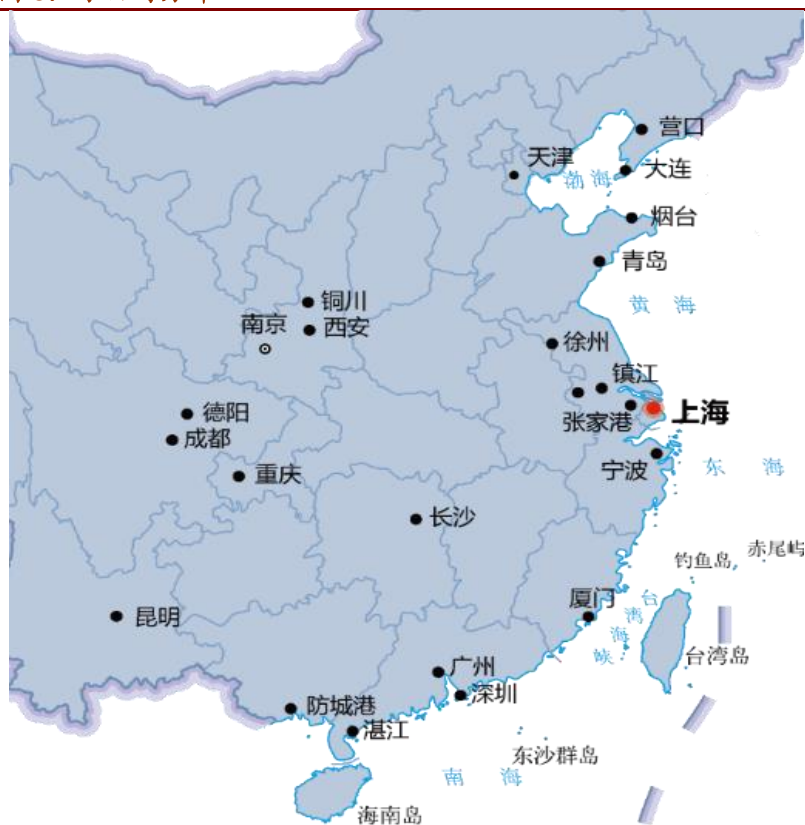 营口
天津
大连
渤海
烟台
青岛
黄海
铜川
南京
西安
徐州
镇江
德阳
张家港
上海
成都
宁波
东海
重庆
长沙
赤尾屿
钓鱼岛
厦门
台湾海峡
昆明
台湾岛
广州
深圳
防城港
湛江
东沙群岛
南海
海南岛